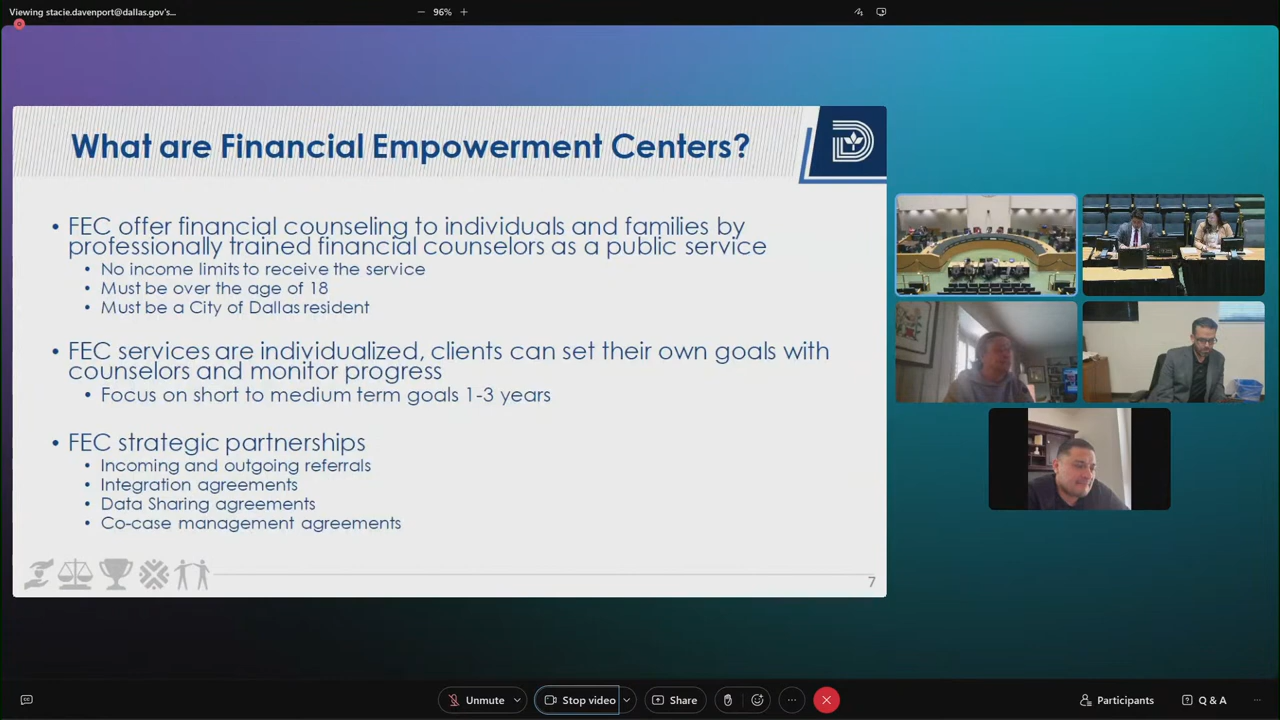 Viewing stacie.davenport@dallas.gov's...
96%
What are Financial Empowerment Centers?
• FEC offer financial counseling to individuals and families by
professionally trained financial counselors as a public service
• No income limits to receive the service
• Must be over the age of 18
• Must be a City of Dallas resident
• FEC services are individualized, clients can set their own goals with
counselors and monitor progress
• Focus on short to medium term goals 1-3 years
• FEC strategic partnerships
• Incoming and outgoing referrals
• Integration agreements
• Data Sharing agreements
• Co-case management agreements
7
Unmute
Stop video
Share
Participants
Q & A